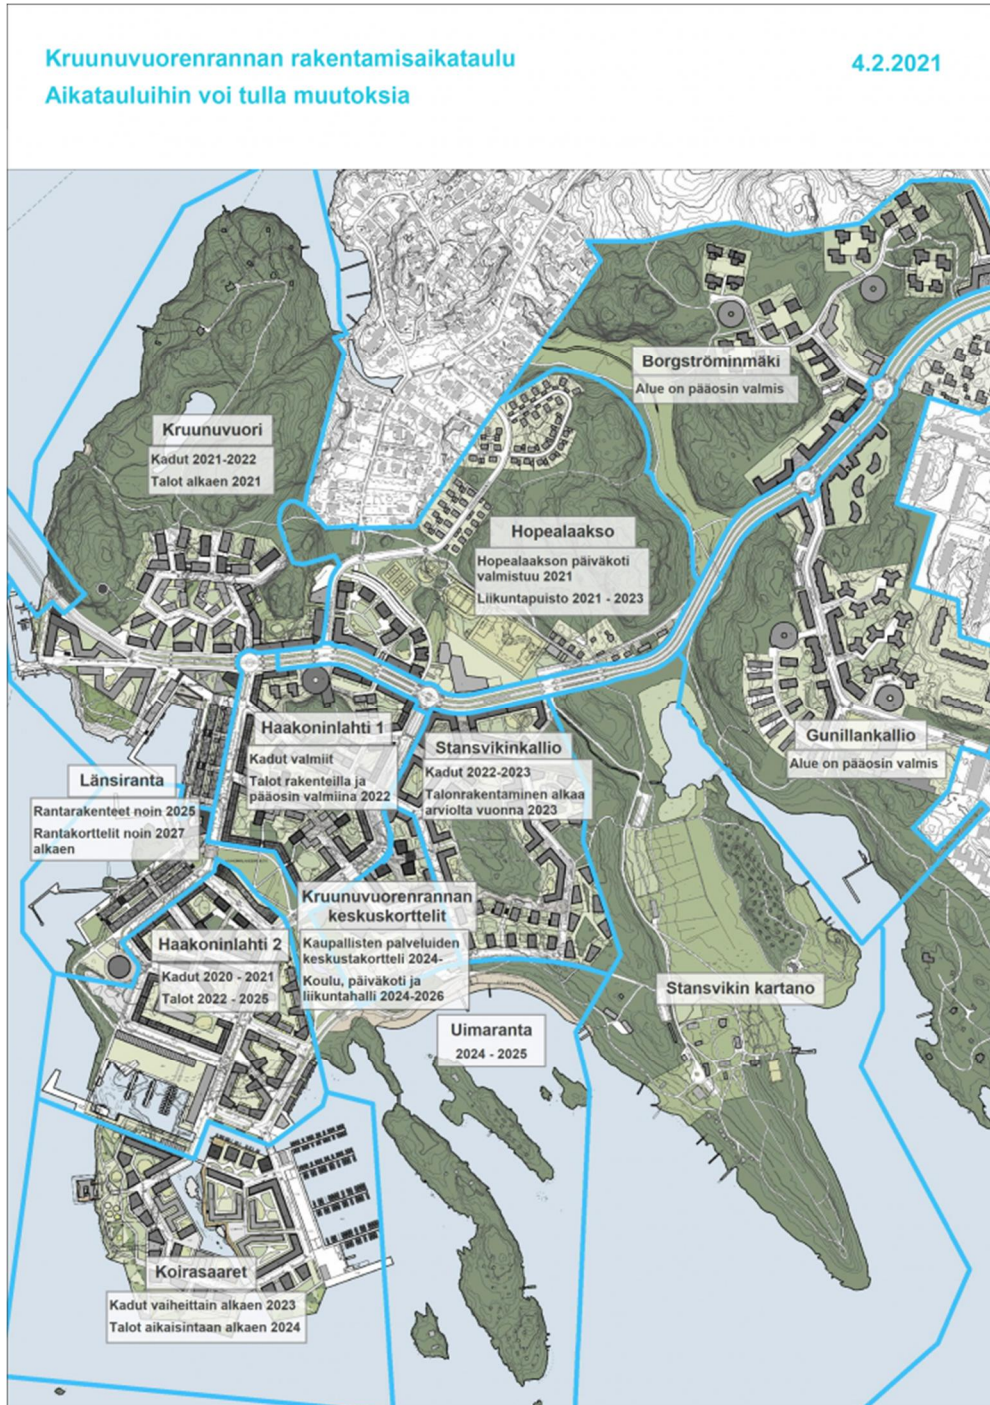 Kruunuvuorenrannan rakentamisaikataulu
4.2.2021
Aikatauluihin voi tulla muutoksia
Borgströminmäki
Alue on pääosin valmis
Kruunuvuori
Kadut 2021-2022
Talot alkaen 2021
Hopealaakso
Hopealaakson päiväkoti
valmistuu 2021
Liikuntapuisto 2021 - 2023
Haakoninlahti 1
Kadut valmiit
Talot rakenteilla ja
pääosin valmiina 2022
Stansvikinkallio
Kadut 2022-2023
Talonrakentaminen alkaa
arviolta vuonna 2023
Gunillankallio
Alue on pääosin valmis
Länsiranta
Rantarakenteet noin 2025
Rantakorttelit noin 2027
alkaen
Kruunuvuorenrannan
keskuskorttelit
Kaupallisten palveluiden
keskustakortteli 2024-
Koulu, päiväkoti ja
liikuntahalli 2024-2026
Haakoninlahti 2
Kadut 2020 - 2021
Talot 2022 - 2025
Stansvikin kartano
Uimaranta
2024 - 2025
Koirasaaret
Kadut vaiheittain alkaen 2023
Talot aikaisintaan alkaen 2024